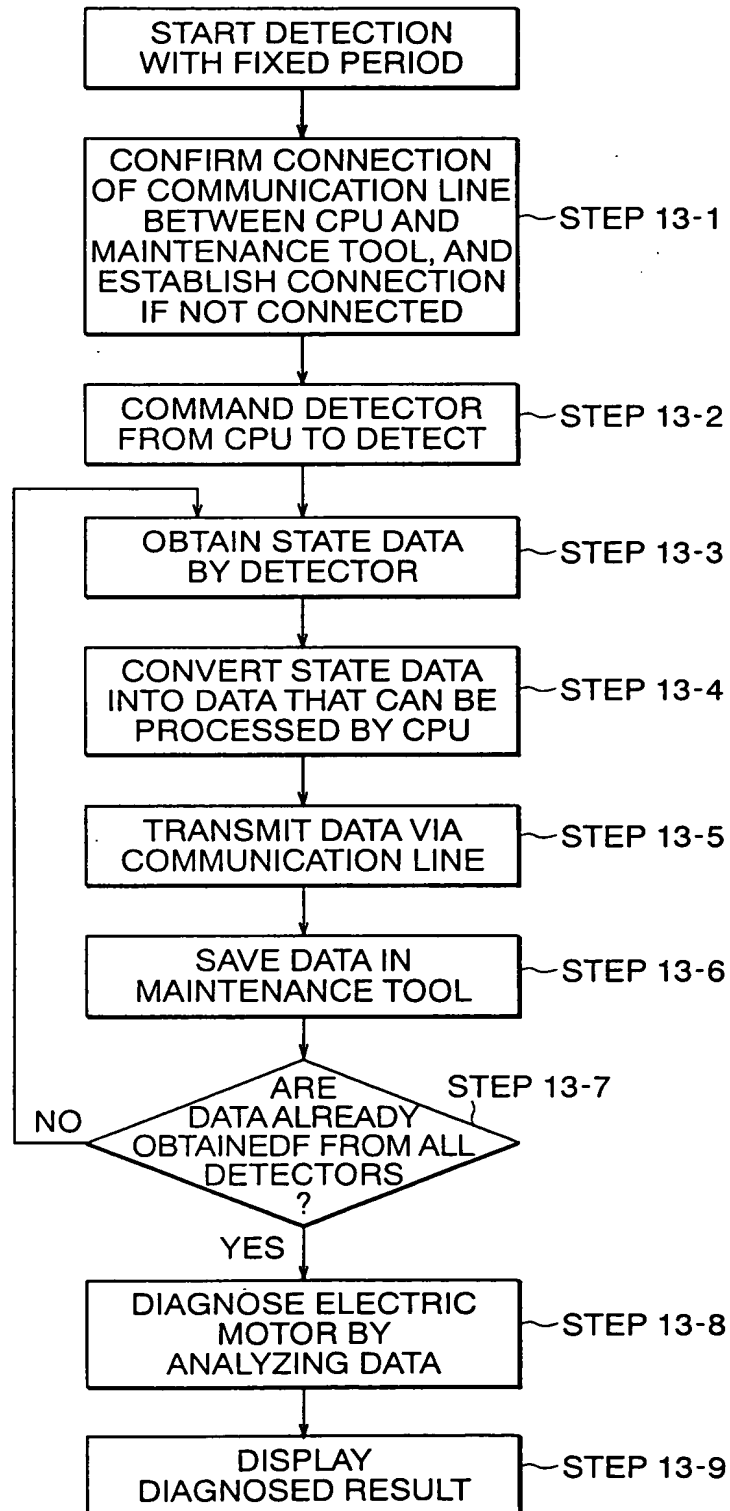 START DETECTION
WITH FIXED PERIOD
CONFIRM CONNECTION
OF COMMUNICATION LINE
BETWEEN CPU AND
MAINTENANCE TOOL, AND
ESTABLISH CONNECTION
IF NOT CONNECTED
STEP 13-1
COMMAND DETECTOR
FROM CPU TO DETECT
STEP 13-2
OBTAIN STATE DATA
BY DETECTOR
STEP 13-3
CONVERT STATE DATA
INTO DATA THAT CAN BE
PROCESSED BY CPU
STEP 13-4
TRANSMIT DATA VIA
COMMUNICATION LINE
STEP 13-5
SAVE DATA IN
MAINTENANCE TOOL
STEP 13-6
ARE
DATA ALREADY
OBTAINEDF FROM ALL
DETECTORS
?
STEP 13-7
NO
YES
DIAGNOSE ELECTRIC
MOTOR BY
ANALYZING DATA
STEP 13-8
DISPLAY
DIAGNOSED RESULT
STEP 13-9